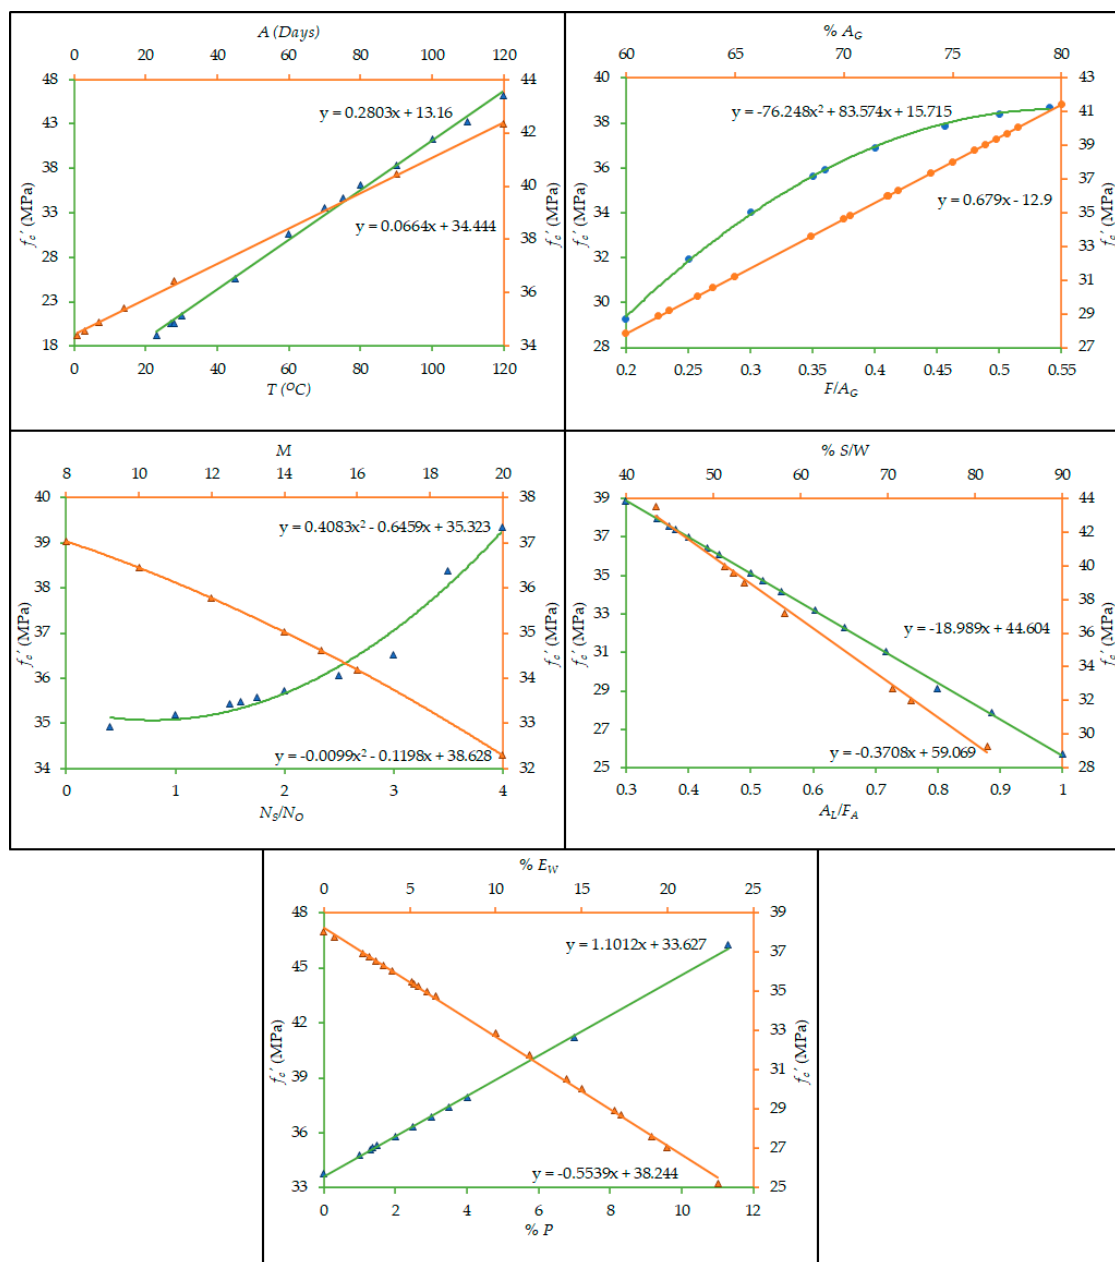 A (Days)
0 20 40 60 80 100 120
48 43 38 33 28 23 18
fc' (MPa)
y = 0.2803x + 13.16
y = 0.0664x + 34.444
44 42 40 38 36 34
fc' (MPa)
0 20 40 60 80 100 120
T (OC)
% AG
60 65 70 75 80
40 38 36 34 32 30 28
fc' (MPa)
y = -76.248x2 + 83.574x + 15.715
y = 0.679x - 12.9
43 41 39 37 35 33 31 29 27
fc' (MPa)
0.2 0.25 0.3 0.35 0.4 0.45 0.5 0.55
F/AG
M
8 10 12 14 16 18 20
40 39 38 37 36 35 34
fc' (MPa)
y = 0.4083x2 - 0.6459x + 35.323
y = -0.0099x2 - 0.1198x + 38.628
38 37 36 35 34 33 32
fc' (MPa)
0 1 2 3 4
NS/NO
% S/W
40 50 60 70 80 90
39 37 35 33 31 29 27 25
fc' (MPa)
y = -18.989x + 44.604
y = -0.3708x + 59.069
44 42 40 38 36 34 32 30 28
fc' (MPa)
0.3 0.4 0.5 0.6 0.7 0.8 0.9 1
AL/FA
% EW
0 5 10 15 20 25
48 45 42 39 36 33
fc' (MPa)
y = 1.1012x + 33.627
y = -0.5539x + 38.244
39 37 35 33 31 29 27 25
fc' (MPa)
0 2 4 6 8 10 12
% P